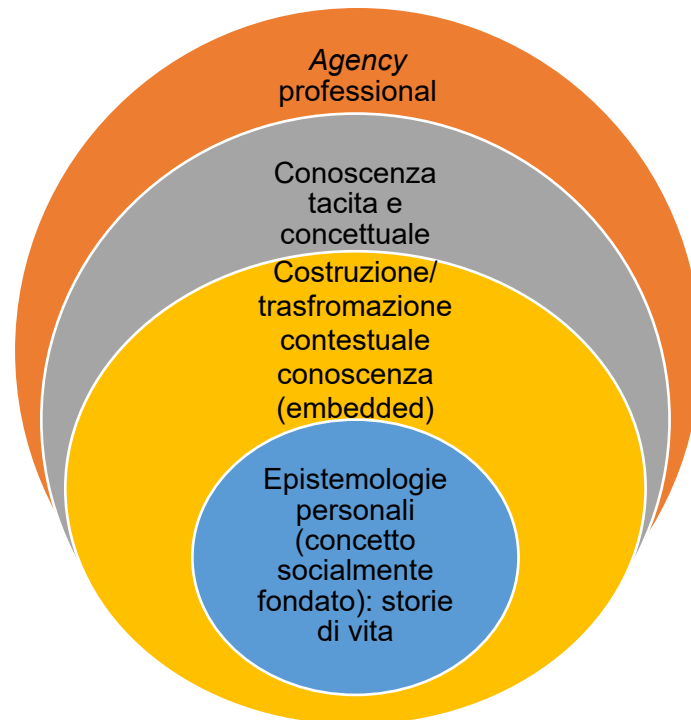 Agency
professional
Conoscenza
tacita e
concettuale
Costruzione/
trasfromazione
contestuale
conoscenza
(embedded)
Epistemologie
personali
(concetto
socialmente
fondato): storie
di vita